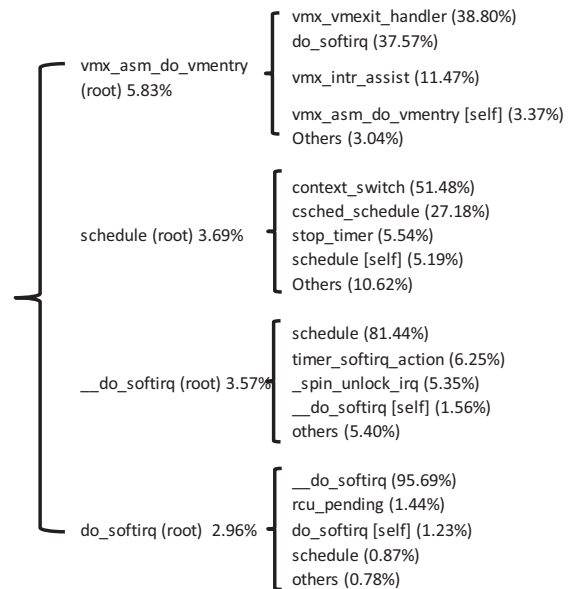 vmx_asm_do_vmentry
(root) 5.83%
vmx_vmexit_handler (38.80%)
do_softirq (37.57%)
vmx_intr_assist (11.47%)
vmx_asm_do_vmentry [self] (3.37%)
Others (3.04%)
schedule (root) 3.69%
context_switch (51.48%)
csched_schedule (27.18%)
stop_timer (5.54%)
schedule [self] (5.19%)
Others (10.62%)
__do_softirq (root) 3.57%
schedule (81.44%)
timer_softirq_action (6.25%)
_spin_unlock_irq (5.35%)
__do_softirq [self] (1.56%)
others (5.40%)
do_softirq (root) 2.96%
__do_softirq (95.69%)
rcu_pending (1.44%)
do_softirq [self] (1.23%)
schedule (0.87%)
others (0.78%)